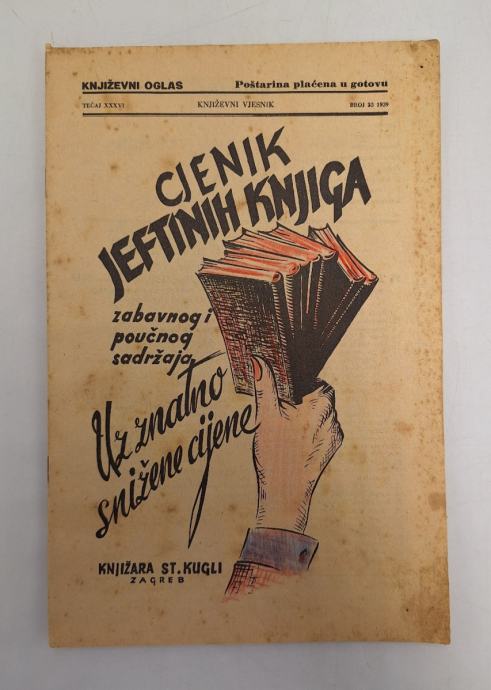 KNJIŽEVNI OGLAS Poštarina plaćena u gotovu
TEČAJ XXXVI KNJIŽEVNI VJESNIK BROJ 33 1939
CJENIK
JEFTINIH KNJIGA
zabavnog i
poučnog
sadržaja
Uz znatno
snižene cijene
KNJIŽARA ST. KUGLI
ZAGREB